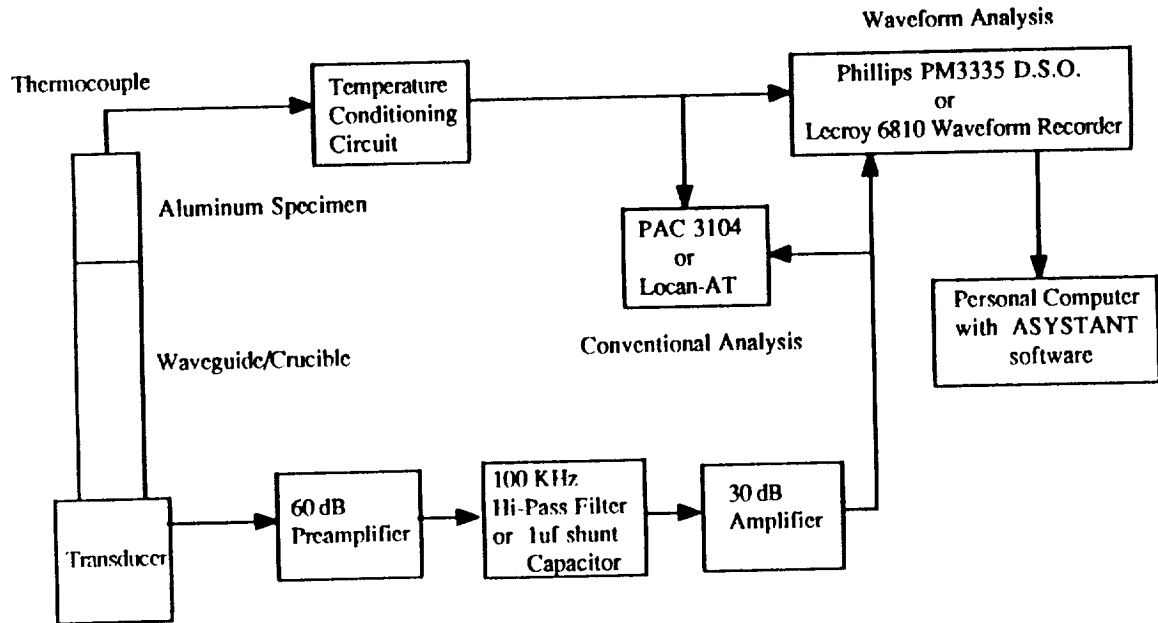 Waveform Analysis
Thermocouple
Temperature
Conditioning
Circuit
Phillips PM3335 D.S.O.
or
Lecroy 6810 Waveform Recorder
Aluminum Specimen
PAC 3104
or
Locan-AT
Conventional Analysis
Personal Computer
with ASYSTANT
software
Waveguide/Crucible
Transducer
60 dB
Preamplifier
100 KHz
Hi-Pass Filter
or 1uf shunt
Capacitor
30 dB
Amplifier